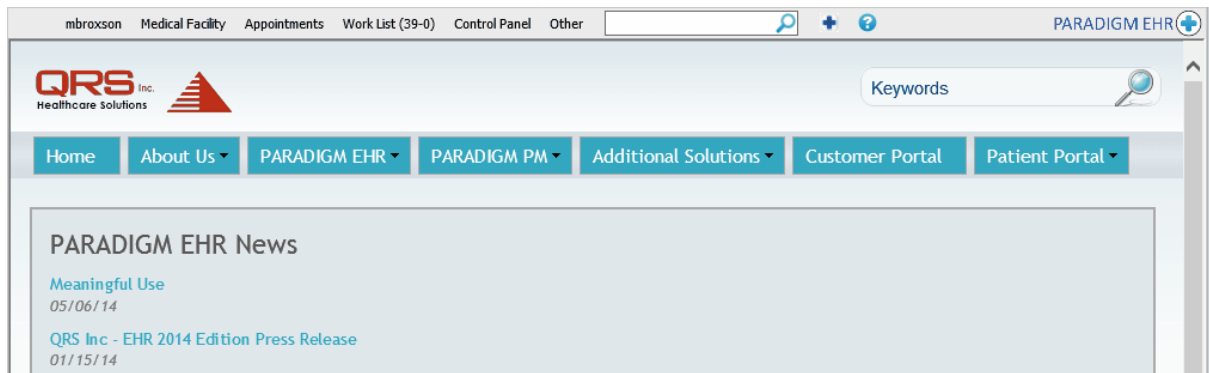 mbroxson Medical Facility Appointments Work List (39-0) Control Panel Other PARADIGM EHR
QRS Inc.
Healthcare Solutions
Keywords
Home About Us PARADIGM EHR PARADIGM PM Additional Solutions Customer Portal Patient Portal
PARADIGM EHR News
Meaningful Use
05/06/14
QRS Inc - EHR 2014 Edition Press Release
01/15/14